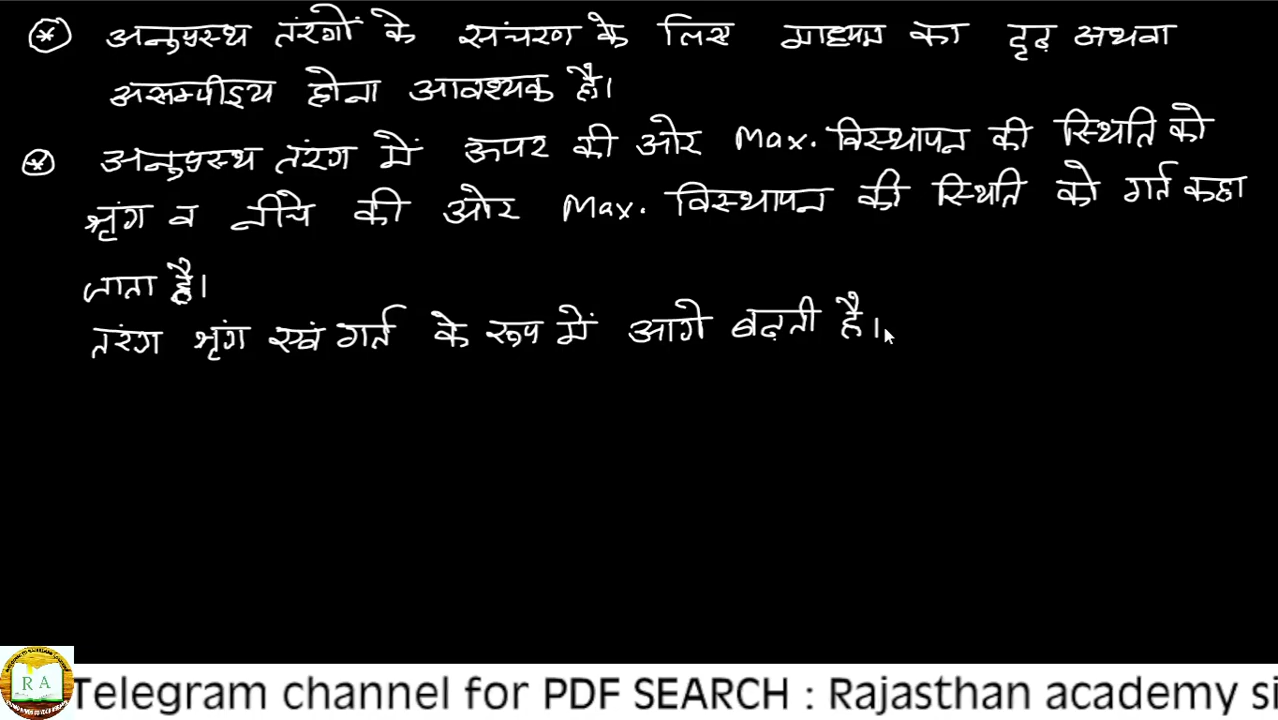 अनुप्रस्थ तरंगों के संचरण के लिए माध्यम का दृढ़ अथवा
असम्पीड्य होना आवश्यक है।
अनुप्रस्थ तरंग में ऊपर की ओर Max. विस्थापन की स्थिति को
श्रृंग व नीचे की ओर Max. विस्थापन की स्थिति को गर्त कहा
जाता है।
तरंग श्रृंग एवं गर्त के रूप में आगे बढ़ती है।
RA
Telegram channel for PDF SEARCH : Rajasthan academy si